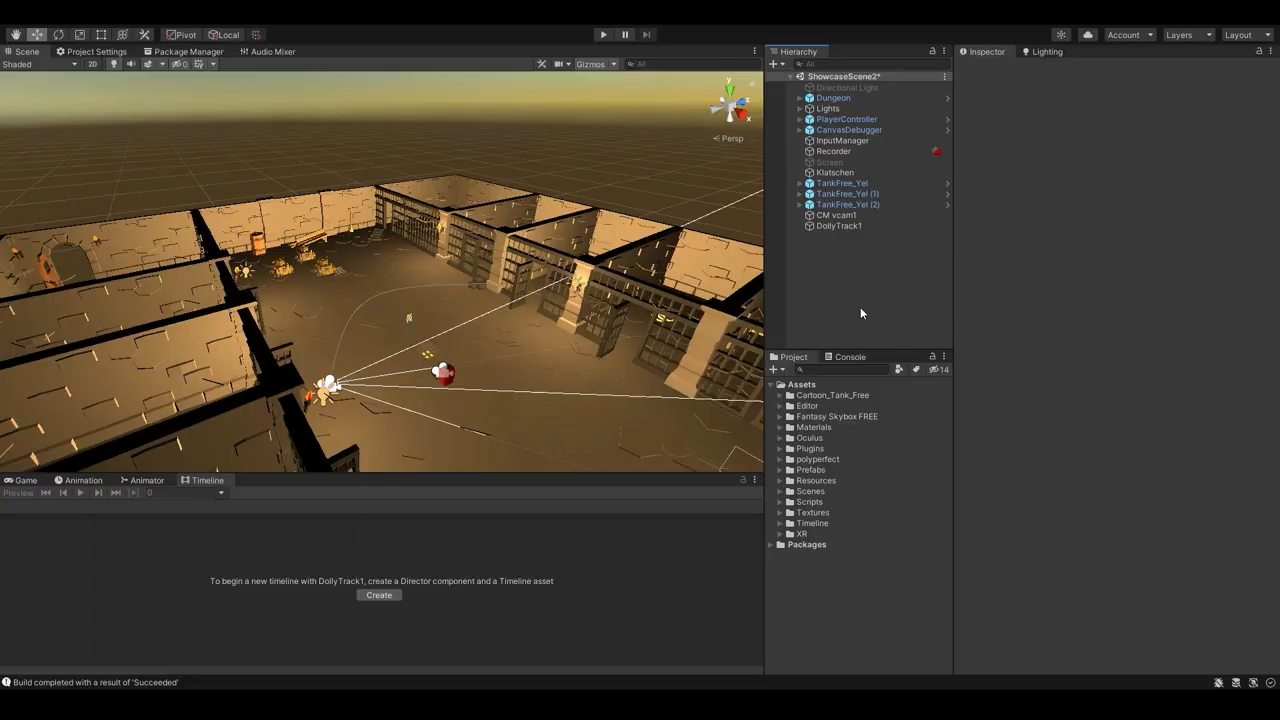 Pivot Local Account Layers Layout
Scene Project Settings Package Manager Audio Mixer Hierarchy Inspector Lighting
Shaded 2D 0 Gizmos All All
ShowcaseScene2*
Directional Light
Dungeon
Lights
PlayerController
CanvasDebugger
InputManager
Recorder
Screen
Klatschen
TankFree_Yel
TankFree_Yel (1)
TankFree_Yel (2)
CM vcam1
DollyTrack1
y
x
Persp
Project Console
14
Assets
Cartoon_Tank_Free
Editor
Fantasy Skybox FREE
Materials
Oculus
Plugins
polyperfect
Prefabs
Resources
Scenes
Scripts
Textures
Timeline
XR
Packages
Game Animation Animator Timeline
Preview 0
To begin a new timeline with DollyTrack1, create a Director component and a Timeline asset
Create
Build completed with a result of 'Succeeded'